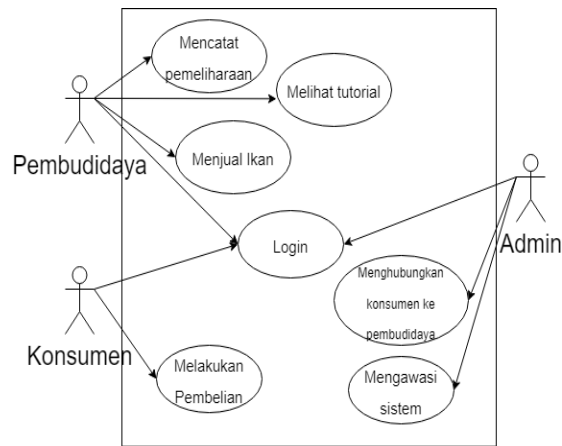 Mencatat
pemeliharaan
Melihat tutorial
Pembudidaya
Menjual Ikan
Login
Admin
Menghubungkan
konsumen ke
pembudidaya
Konsumen
Melakukan
Pembelian
Mengawasi
sistem